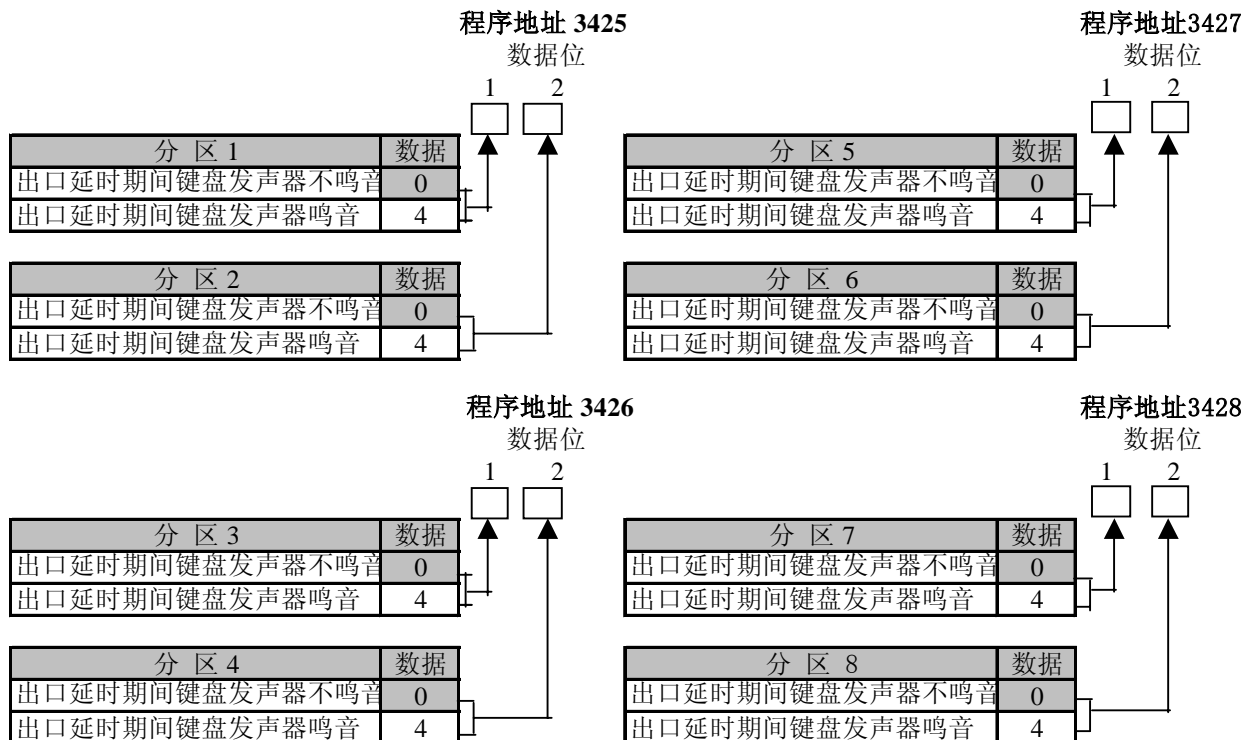 程序地址 3425
数据位
1 2
分 区 1 数据
出口延时期间键盘发声器不鸣音 0
出口延时期间键盘发声器鸣音 4
分 区 2 数据
出口延时期间键盘发声器不鸣音 0
出口延时期间键盘发声器鸣音 4
程序地址3427
数据位
1 2
分 区 5 数据
出口延时期间键盘发声器不鸣音 0
出口延时期间键盘发声器鸣音 4
分 区 6 数据
出口延时期间键盘发声器不鸣音 0
出口延时期间键盘发声器鸣音 4
程序地址 3426
数据位
1 2
分 区 3 数据
出口延时期间键盘发声器不鸣音 0
出口延时期间键盘发声器鸣音 4
分 区 4 数据
出口延时期间键盘发声器不鸣音 0
出口延时期间键盘发声器鸣音 4
程序地址3428
数据位
1 2
分 区 7 数据
出口延时期间键盘发声器不鸣音 0
出口延时期间键盘发声器鸣音 4
分 区 8 数据
出口延时期间键盘发声器不鸣音 0
出口延时期间键盘发声器鸣音 4